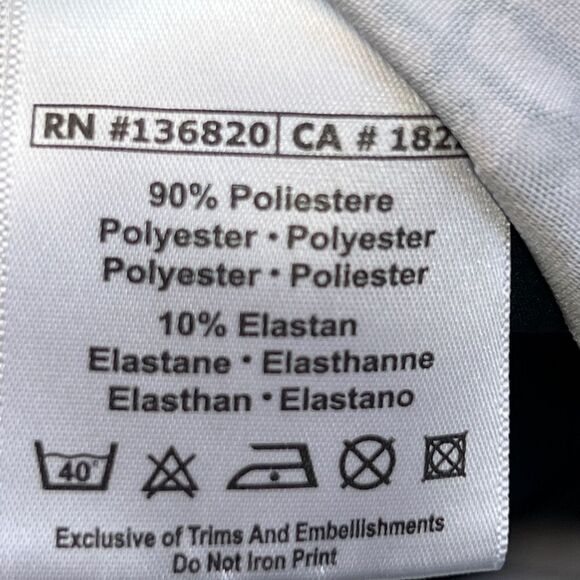 RN #136820 CA # 182
90% Poliestere
Polyester • Polyester
Polyester • Poliester
10% Elastan
Elastane • Elasthanne
Elasthan • Elastano
40°
Exclusive of Trims And Embellishments
Do Not Iron Print